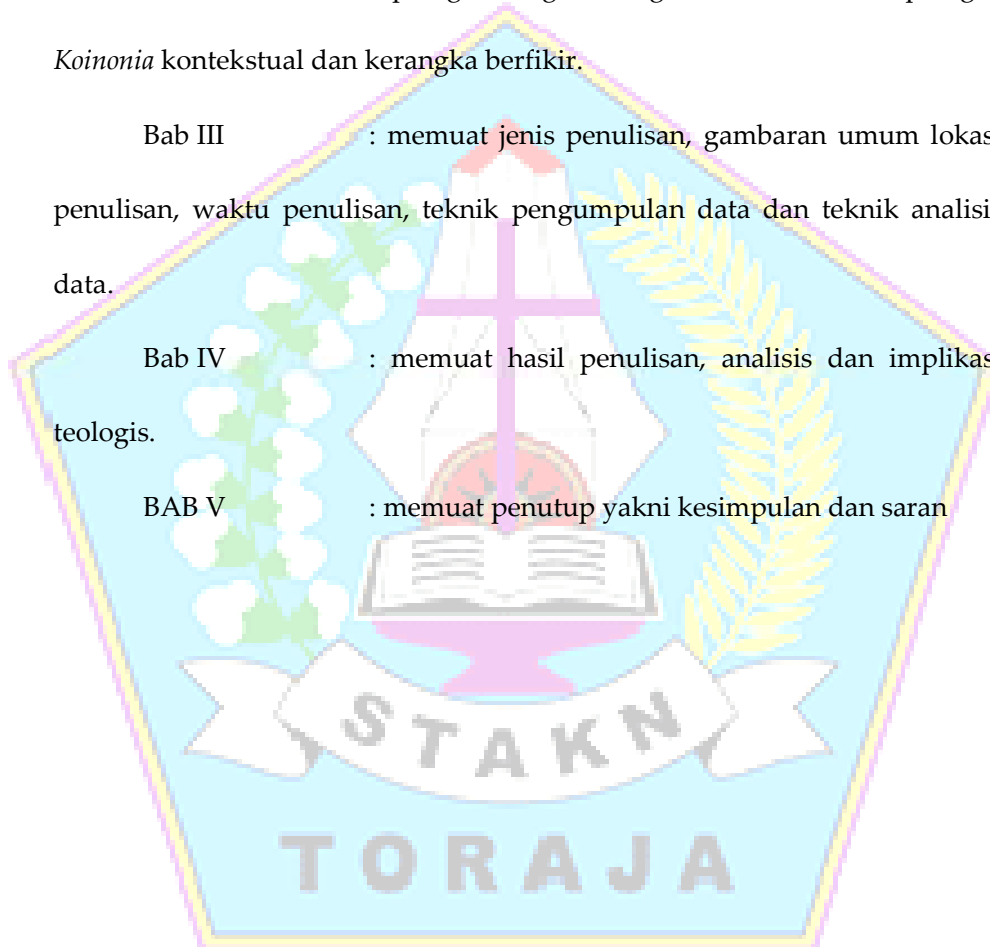 Koinonia kontekstual dan kerangka berfikir.
Bab III : memuat jenis penulisan, gambaran umum lokas
penulisan, waktu penulisan, teknik pengumpulan data dan teknik analisi
data.
Bab IV : memuat hasil penulisan, analisis dan implikas
teologis.
BAB V : memuat penutup yakni kesimpulan dan saran
STAKN
TORAJA